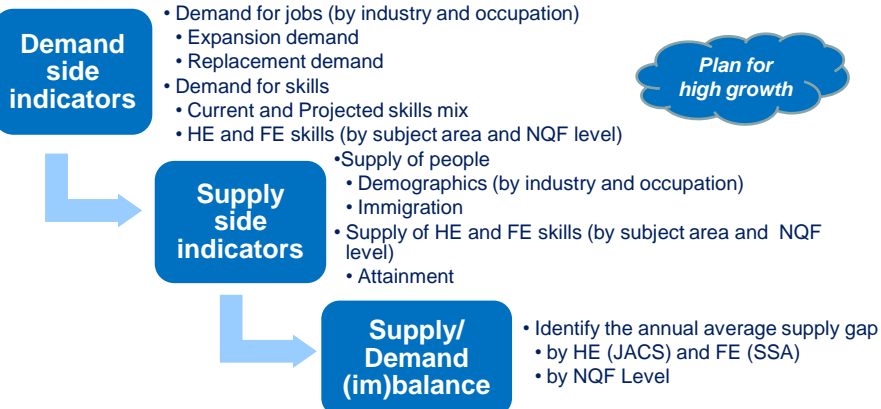 Demand
side
indicators
• Demand for jobs (by industry and occupation)
• Expansion demand
• Replacement demand
• Demand for skills
• Current and Projected skills mix
• HE and FE skills (by subject area and NQF level)
Plan for
high growth
Supply
side
indicators
•Supply of people
• Demographics (by industry and occupation)
• Immigration
• Supply of HE and FE skills (by subject area and NQF
level)
• Attainment
Supply/
Demand
(im)balance
• Identify the annual average supply gap
• by HE (JACS) and FE (SSA)
• by NQF Level